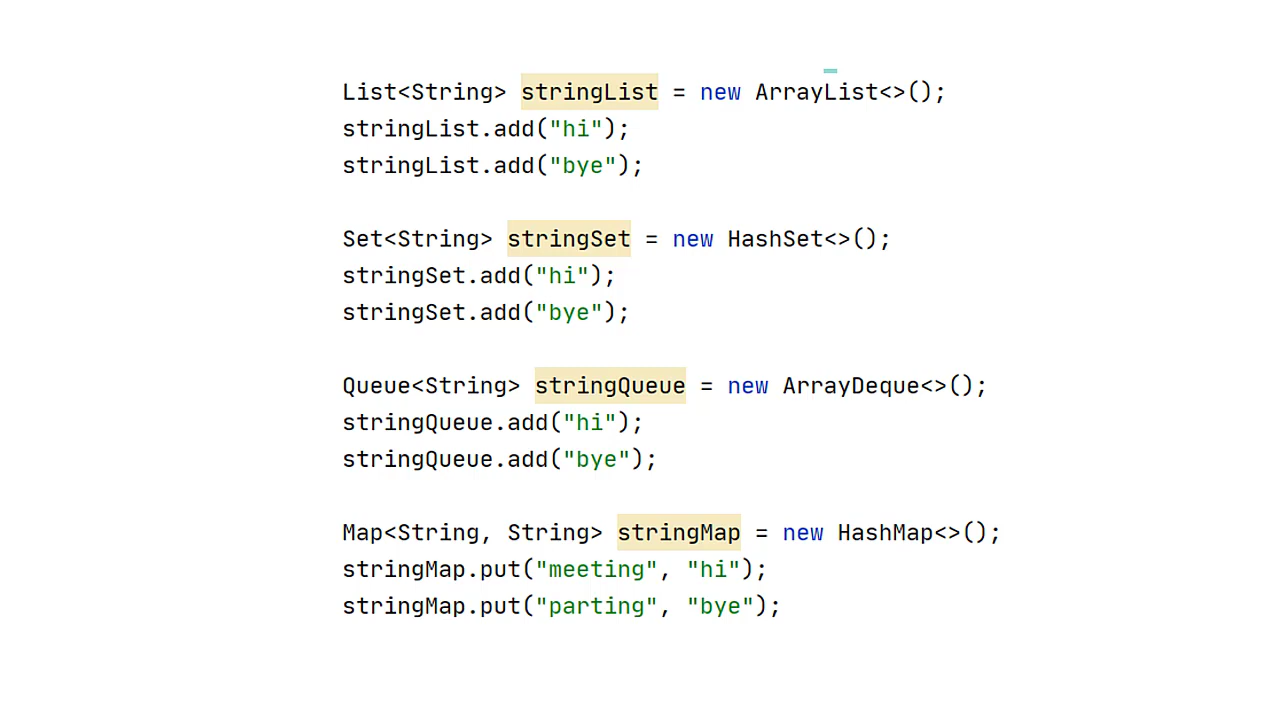 List<String> stringList = new ArrayList<>();
stringList.add("hi");
stringList.add("bye");
Set<String> stringSet = new HashSet<>();
stringSet.add("hi");
stringSet.add("bye");
Queue<String> stringQueue = new ArrayDeque<>();
stringQueue.add("hi");
stringQueue.add("bye");
Map<String, String> stringMap = new HashMap<>();
stringMap.put("meeting", "hi");
stringMap.put("parting", "bye");